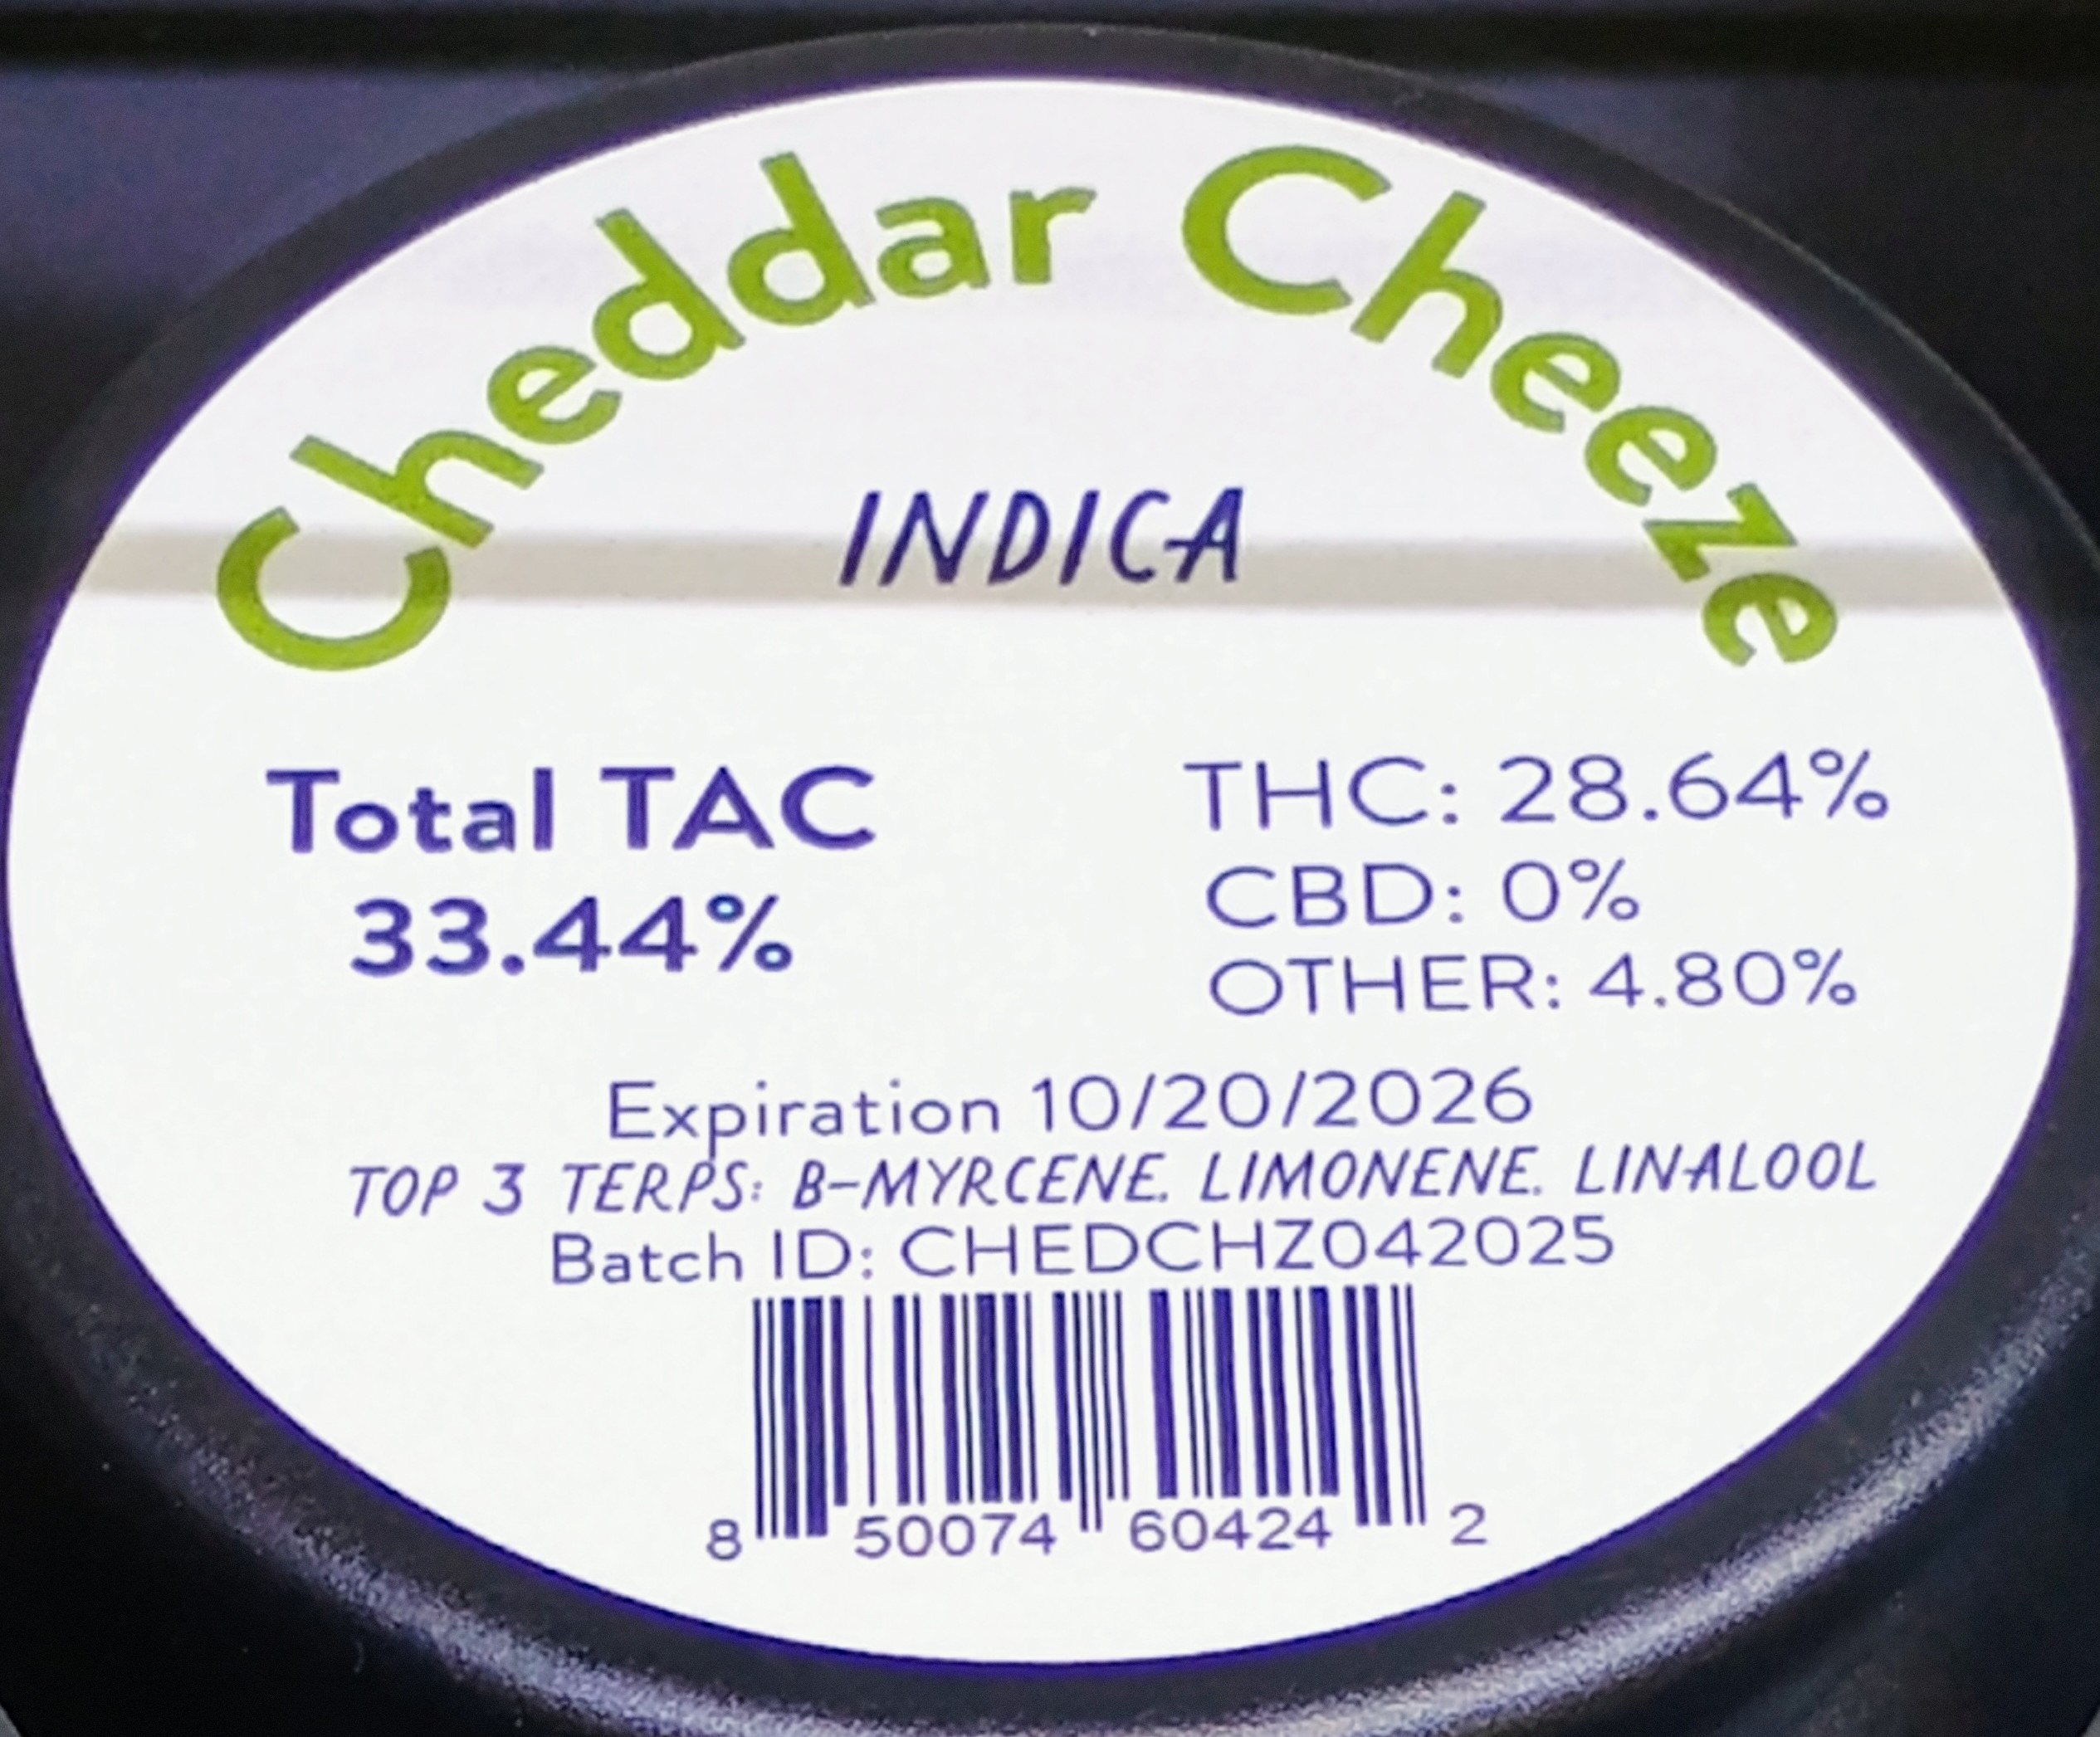 Cheddar Cheeze
INDICA
Total TAC
33.44%
THC: 28.64%
CBD: 0%
OTHER: 4.80%
Expiration 10/20/2026
TOP 3 TERPS: B-MYRCENE, LIMONENE, LINALOOL
Batch ID: CHEDCHZ042025
8 50074 60424 2